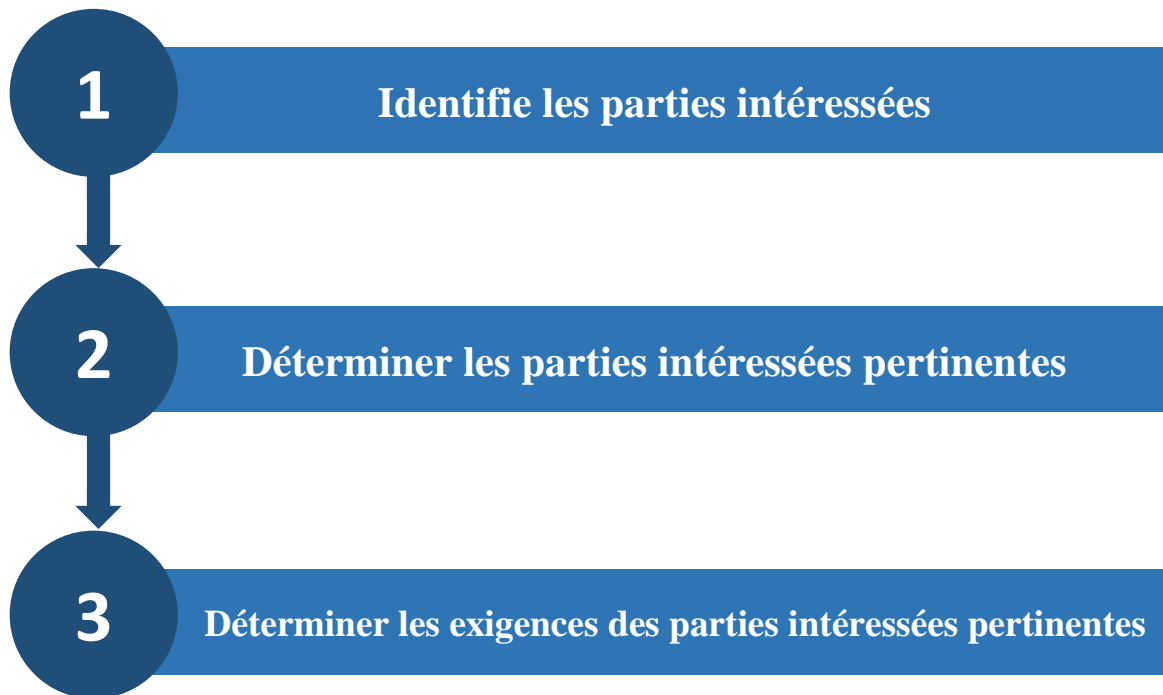 1
Identifie les parties intéressées
2
Déterminer les parties intéressées pertinentes
3
Déterminer les exigences des parties intéressées pertinentes